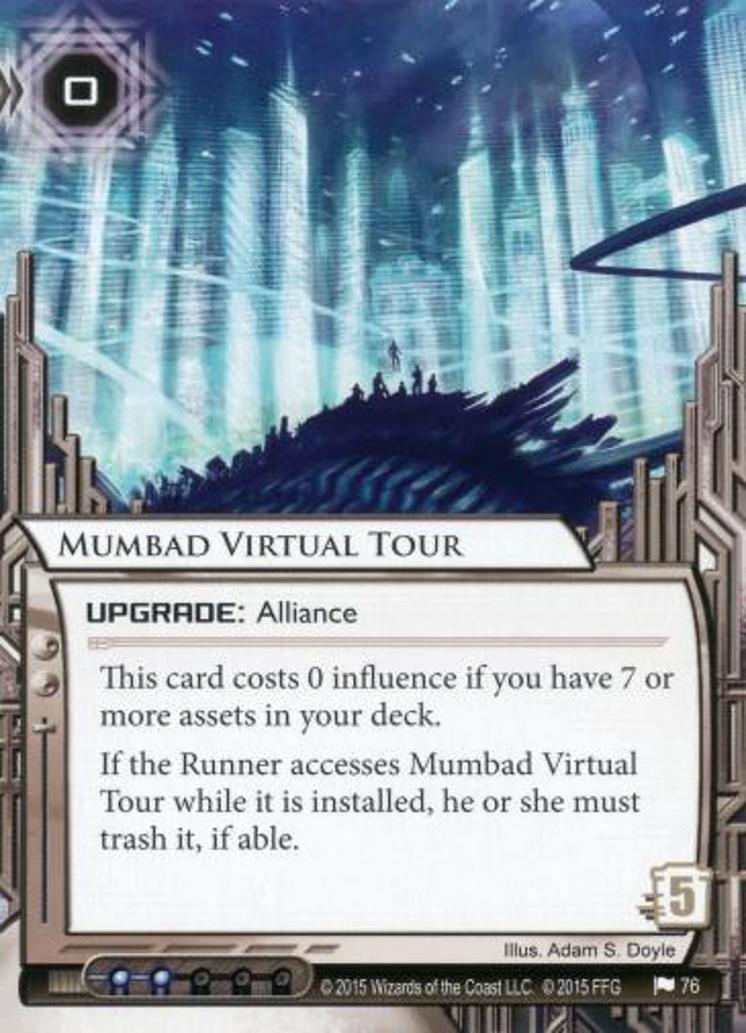 0
MUMBAD VIRTUAL TOUR
UPGRADE: Alliance
This card costs 0 influence if you have 7 or
more assets in your deck.
If the Runner accesses Mumbad Virtual
Tour while it is installed, he or she must
trash it, if able.
5
Illus. Adam S. Doyle
© 2015 Wizards of the Coast LLC © 2015 FFG 76